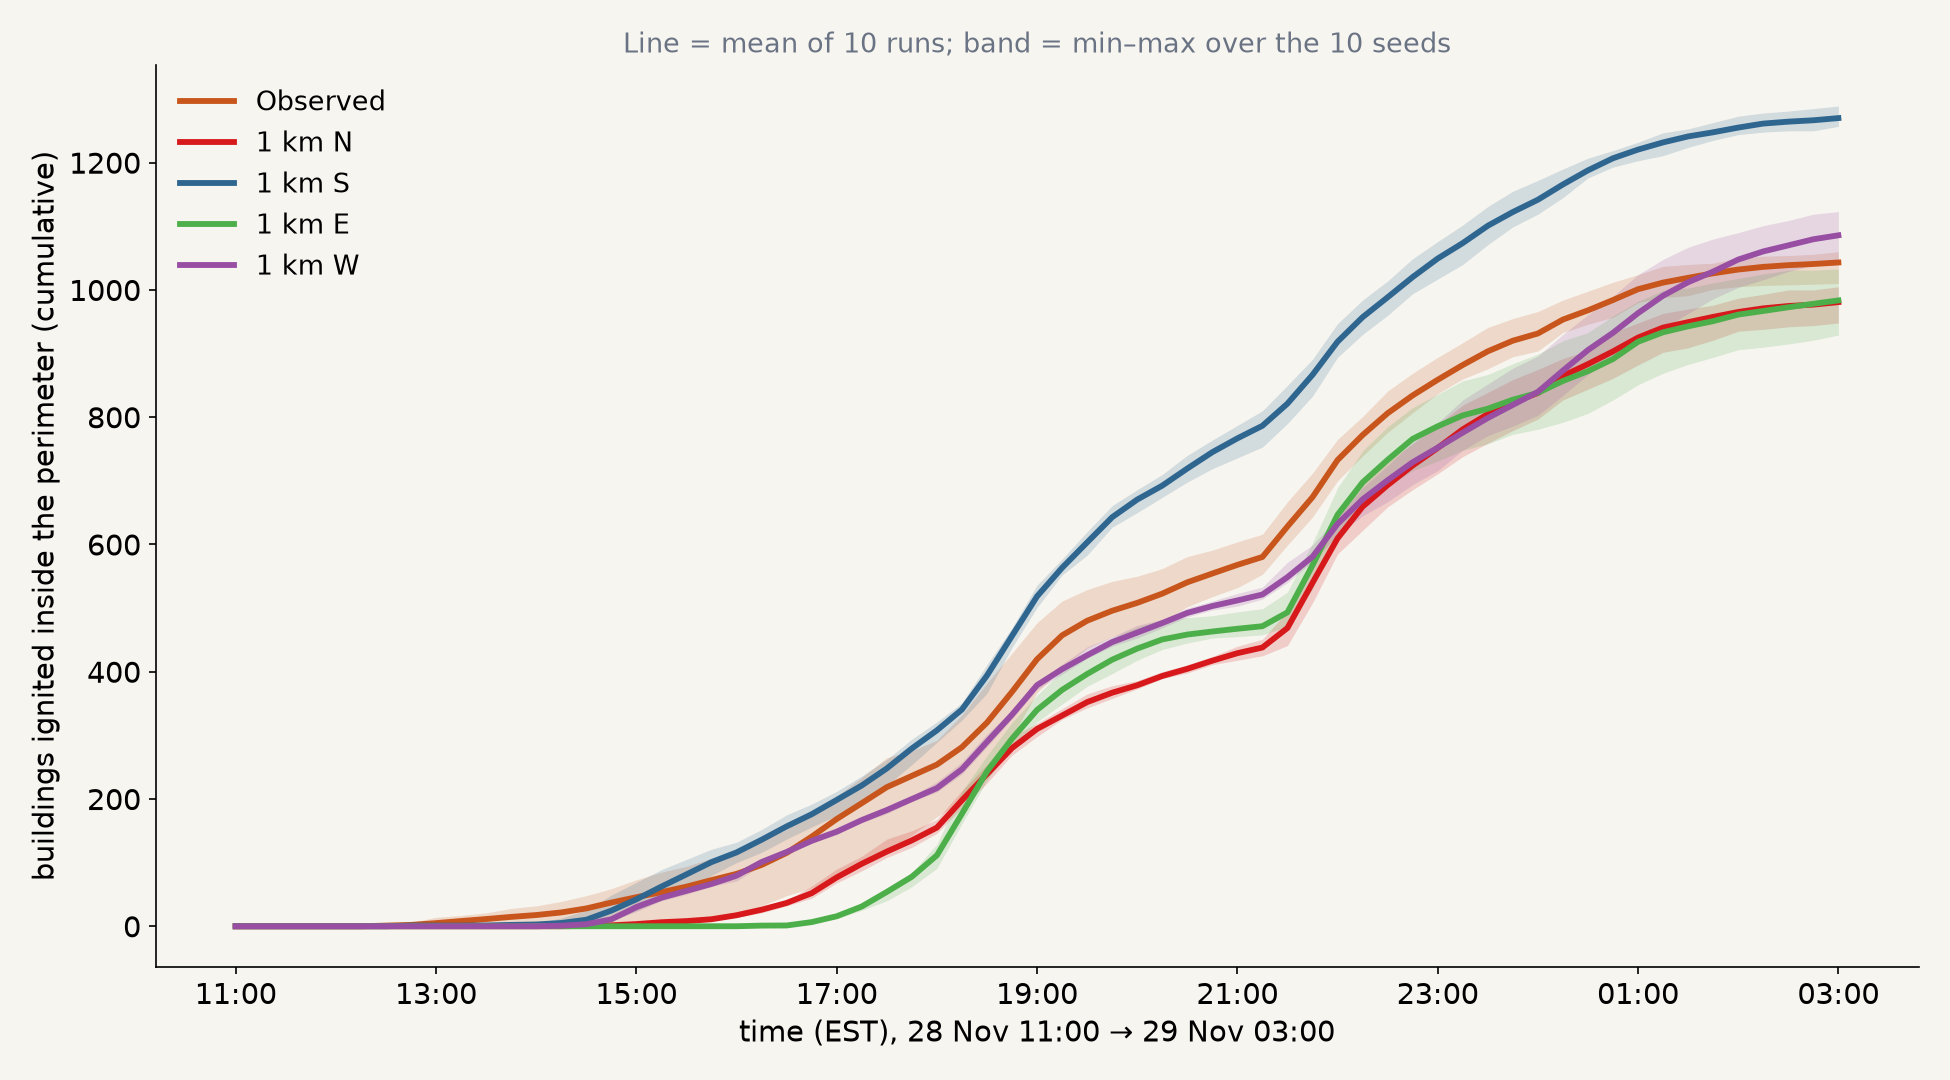 Line = mean of 10 runs; band = min–max over the 10 seeds
Observed
1 km N
1 km S
1 km E
1 km W
buildings ignited inside the perimeter (cumulative)
1200
1000
800
600
400
200
0
11:00 13:00 15:00 17:00 19:00 21:00 23:00 01:00 03:00
time (EST), 28 Nov 11:00 → 29 Nov 03:00